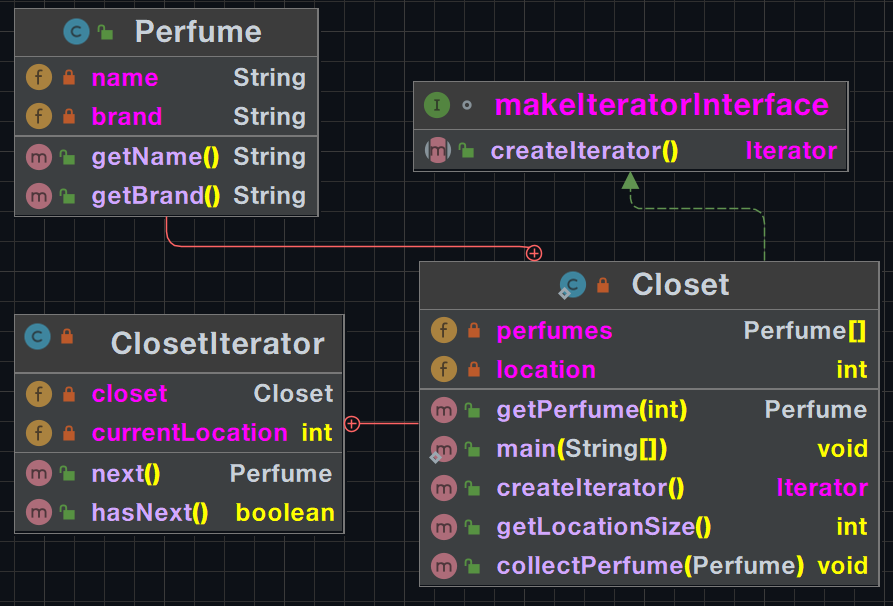 Perfume
name String
brand String
getName() String
getBrand() String
makeIteratorInterface
createIterator() Iterator
ClosetIterator
closet Closet
currentLocation int
next() Perfume
hasNext() boolean
Closet
perfumes Perfume[]
location int
getPerfume(int) Perfume
main(String[]) void
createIterator() Iterator
getLocationSize() int
collectPerfume(Perfume) void